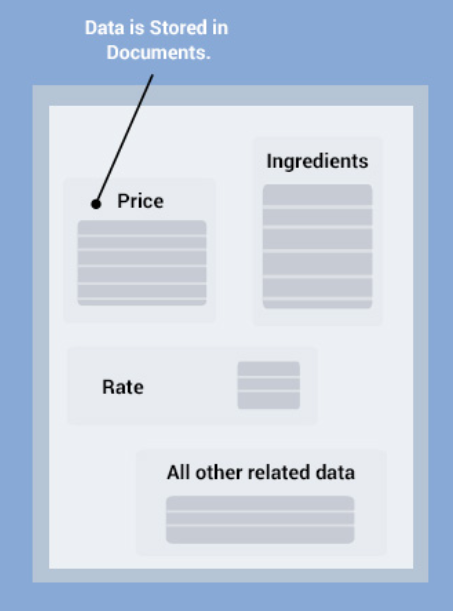 Data is Stored in
Documents.
Ingredients
Price
Rate
All other related data